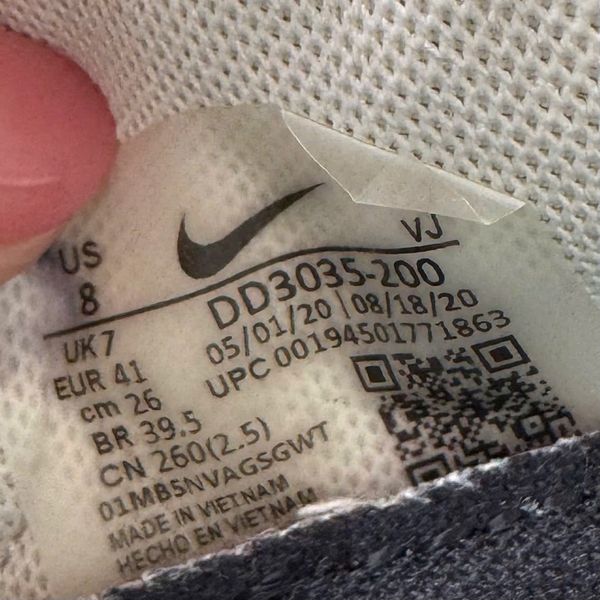 VJ
US
8
DD3035-200
05/01/20 | 08/18/20
UPC 00194501771863
UK 7
EUR 41
cm 26
BR 39.5
CN 260(2.5)
01MB5NVAGSGWT
MADE IN VIETNAM
HECHO EN VIETNAM